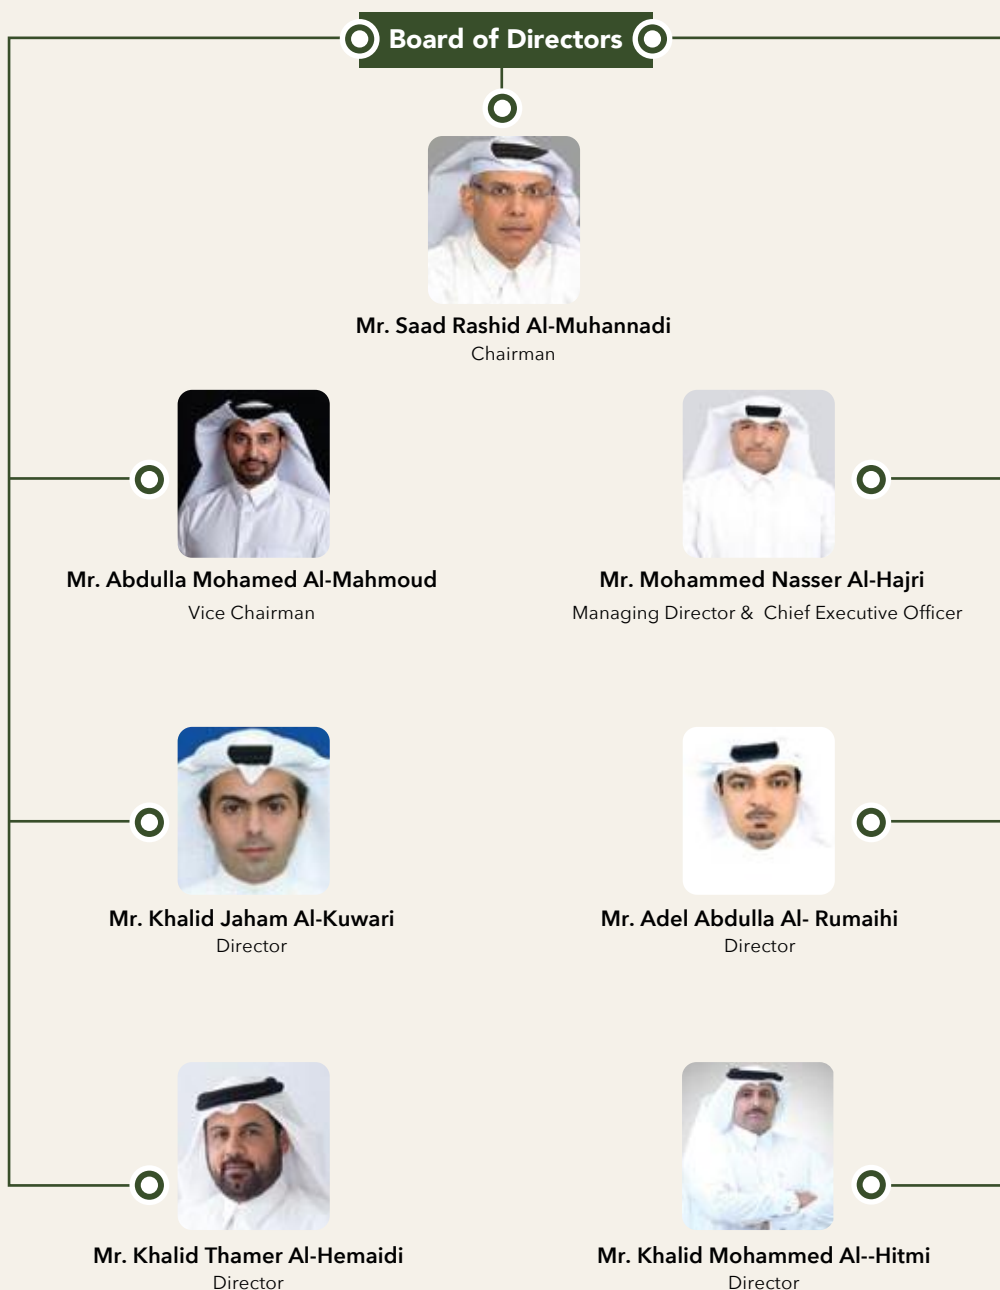 Board of Directors
Mr. Saad Rashid Al-Muhannadi
Chairman
Mr. Abdulla Mohamed Al-Mahmoud
Vice Chairman
Mr. Mohammed Nasser Al-Hajri
Managing Director &  Chief Executive Officer
Mr. Khalid Jaham Al-Kuwari
Director
Mr. Adel Abdulla Al- Rumaihi
Director
Mr. Khalid Thamer Al-Hemaidi
Director
Mr. Khalid Mohammed Al--Hitmi
Director